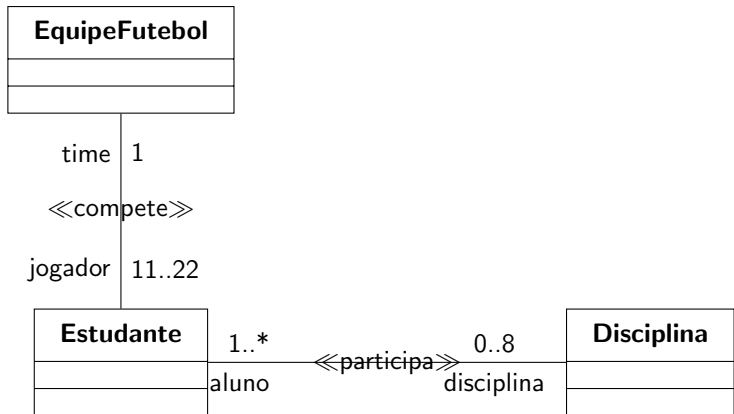 EquipeFutebol
time 1
≪compete≫
jogador 11..22
Estudante
1..*
≪participa≫
0..8
Disciplina
aluno
disciplina